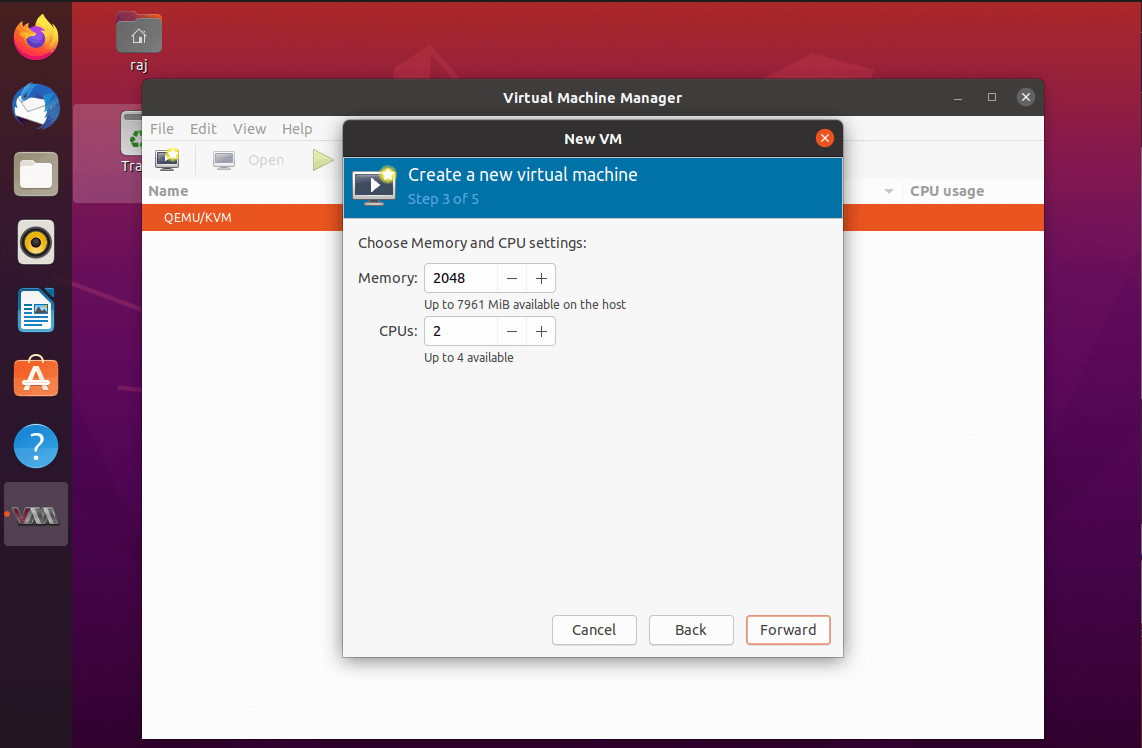 raj
Virtual Machine Manager
File Edit View Help
New VM
Tra
Open
Create a new virtual machine
Step 3 of 5
Name
CPU usage
QEMU/KVM
Choose Memory and CPU settings:
Memory: 2048
Up to 7961 MiB available on the host
CPUs: 2
Up to 4 available
Cancel Back Forward
VMM